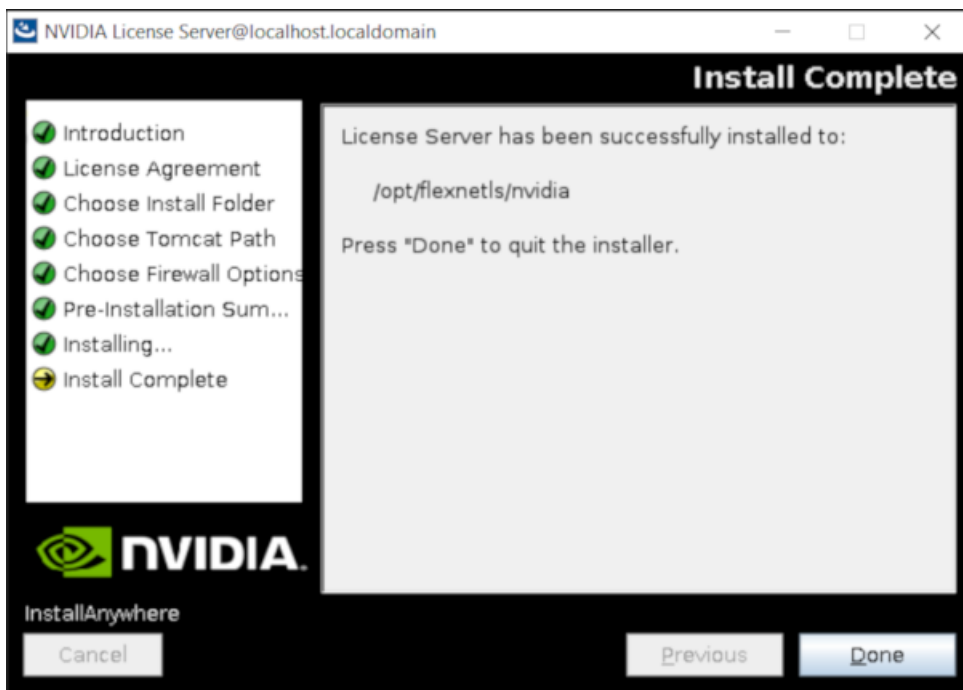 NVIDIA License Server@localhost.localdomain
Install Complete
Introduction
License Agreement
Choose Install Folder
Choose Tomcat Path
Choose Firewall Options
Pre-Installation Sum...
Installing...
Install Complete
License Server has been successfully installed to:
/opt/flexnetls/nvidia
Press "Done" to quit the installer.
NVIDIA.
InstallAnywhere
Cancel
Previous
Done